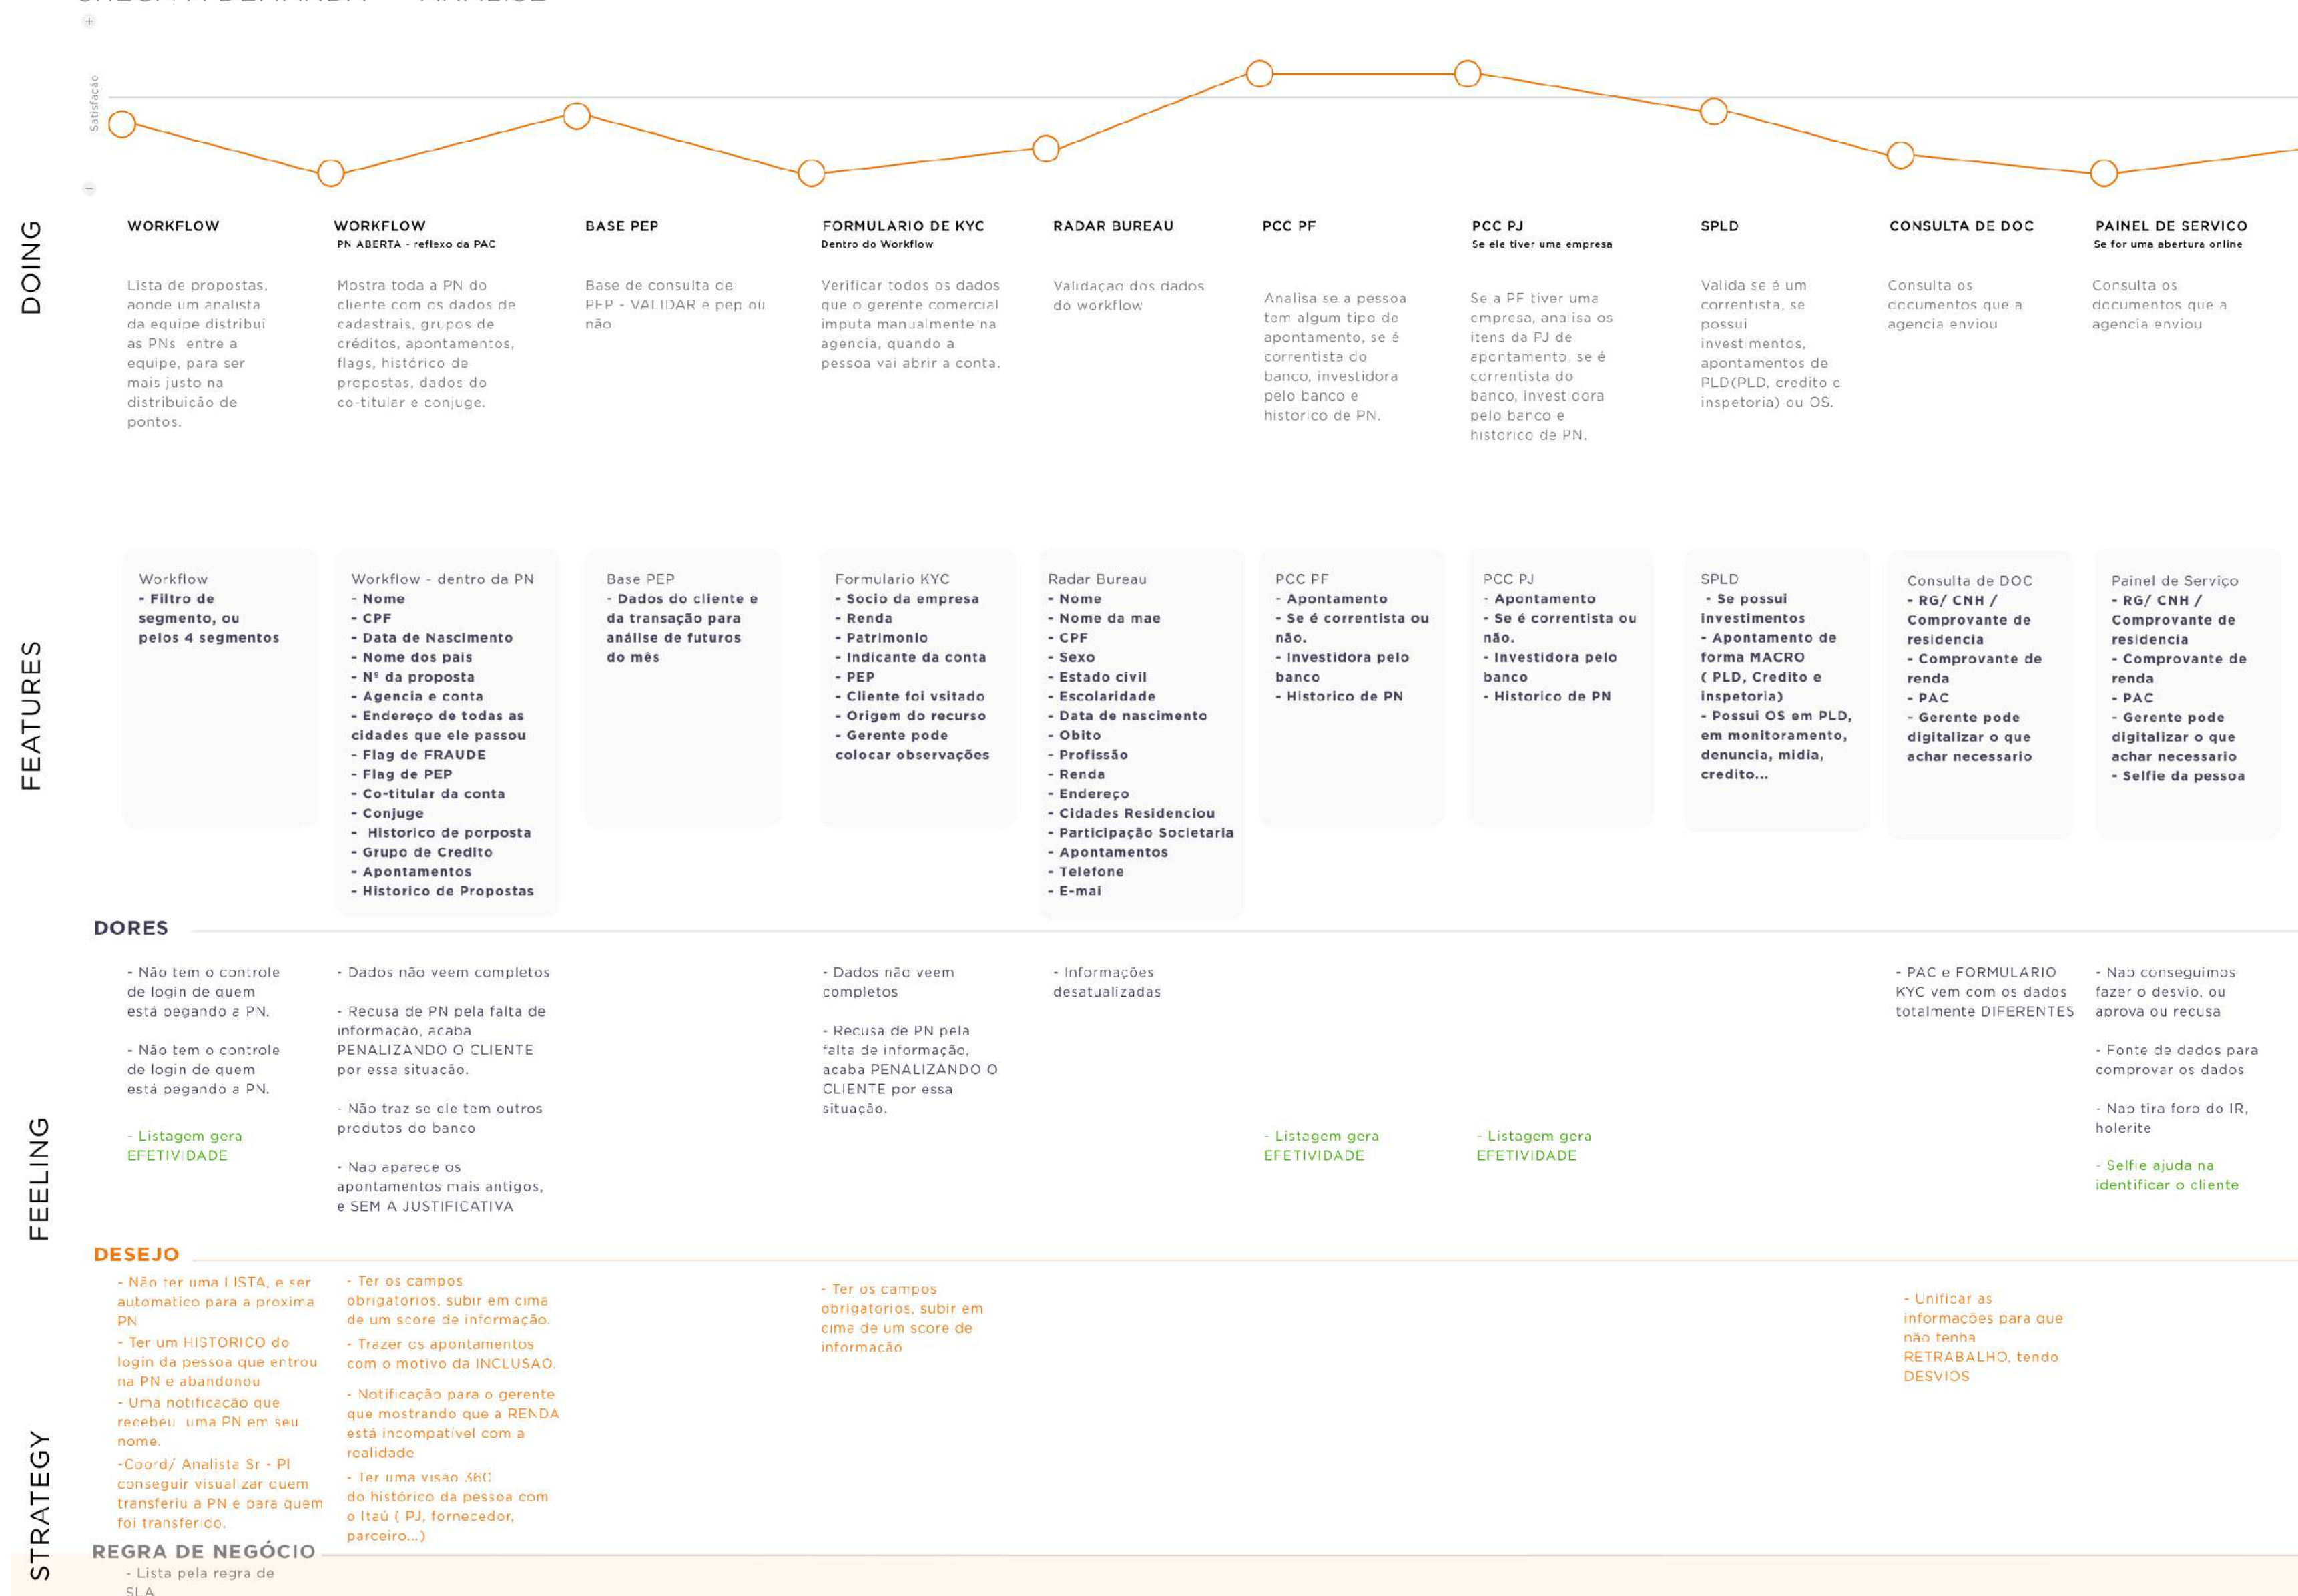 +
Satisfação
–
DOING
WORKFLOW
Lista de propostas,
aonde um analista
da equipe distribui
as PNs entre a
equipe, para ser
mais justo na
distribuição de
pontos.
WORKFLOW
PN ABERTA - reflexo da PAC
Mostra toda a PN do
cliente com os dados de
cadastrais, grupos de
créditos, apontamentos,
flags, histórico de
propostas, dados do
co-titular e conjuge.
BASE PEP
Base de consulta de
PEP - VALIDAR é pep ou
não
FORMULARIO DE KYC
Dentro do Workflow
Verificar todos os dados
que o gerente comercial
imputa manualmente na
agencia, quando a
pessoa vai abrir a conta.
RADAR BUREAU
Validaçao dos dados
do workflow
PCC PF
Analisa se a pessoa
tem algum tipo de
apontamento, se é
correntista do
banco, investidora
pelo banco e
historico de PN.
PCC PJ
Se ele tiver uma empresa
Se a PF tiver uma
empresa, analisa os
itens da PJ de
apontamento, se é
correntista do
banco, investidora
pelo banco e
historico de PN.
SPLD
Valida se é um
correntista, se
possui
investimentos,
apontamentos de
PLD(PLD, credito e
inspetoria) ou OS.
CONSULTA DE DOC
Consulta os
documentos que a
agencia enviou
PAINEL DE SERVICO
Se for uma abertura online
Consulta os
documentos que a
agencia enviou
FEATURES
Workflow
- Filtro de
segmento, ou
pelos 4 segmentos
Workflow - dentro da PN
- Nome
- CPF
- Data de Nascimento
- Nome dos pais
- Nº da proposta
- Agencia e conta
- Endereço de todas as
cidades que ele passou
- Flag de FRAUDE
- Flag de PEP
- Co-titular da conta
- Conjuge
- Historico de porposta
- Grupo de Credito
- Apontamentos
- Historico de Propostas
Base PEP
- Dados do cliente e
da transação para
análise de futuros
do mês
Formulario KYC
- Socio da empresa
- Renda
- Patrimonio
- Indicante da conta
- PEP
- Cliente foi vsitado
- Origem do recurso
- Gerente pode
colocar observações
Radar Bureau
- Nome
- Nome da mae
- CPF
- Sexo
- Estado civil
- Escolaridade
- Data de nascimento
- Obito
- Profissão
- Renda
- Endereço
- Cidades Residenciou
- Participação Societaria
- Apontamentos
- Telefone
- E-mai
PCC PF
- Apontamento
- Se é correntista ou
não.
- Investidora pelo
banco
- Historico de PN
PCC PJ
- Apontamento
- Se é correntista ou
não.
- Investidora pelo
banco
- Historico de PN
SPLD
- Se possui
investimentos
- Apontamento de
forma MACRO
( PLD, Credito e
inspetoria)
- Possui OS em PLD,
em monitoramento,
denuncia, midia,
credito...
Consulta de DOC
- RG/ CNH /
Comprovante de
residencia
- Comprovante de
renda
- PAC
- Gerente pode
digitalizar o que
achar necessario
Painel de Serviço
- RG/ CNH /
Comprovante de
residencia
- Comprovante de
renda
- PAC
- Gerente pode
digitalizar o que
achar necessario
- Selfie da pessoa
FEELING
DORES
- Não tem o controle
de login de quem
está pegando a PN.
- Não tem o controle
de login de quem
está pegando a PN.
- Listagem gera
EFETIVIDADE
- Dados não veem completos
- Recusa de PN pela falta de
informação, acaba
PENALIZANDO O CLIENTE
por essa situação.
- Não traz se ele tem outros
produtos do banco
- Nao aparece os
apontamentos mais antigos,
e SEM A JUSTIFICATIVA
- Dados não veem
completos
- Recusa de PN pela
falta de informação,
acaba PENALIZANDO O
CLIENTE por essa
situação.
- Informações
desatualizadas
- Listagem gera
EFETIVIDADE
- Listagem gera
EFETIVIDADE
- PAC e FORMULARIO
KYC vem com os dados
totalmente DIFERENTES
- Nao conseguimos
fazer o desvio, ou
aprova ou recusa
- Fonte de dados para
comprovar os dados
- Nao tira foro do IR,
holerite
- Selfie ajuda na
identificar o cliente
STRATEGY
DESEJO
- Não ter uma LISTA, e ser
automatico para a proxima
PN
- Ter um HISTORICO do
login da pessoa que entrou
na PN e abandonou
- Uma notificação que
recebeu uma PN em seu
nome.
-Coord/ Analista Sr - Pl
conseguir visualizar quem
transferiu a PN e para quem
foi transferido.
- Ter os campos
obrigatorios, subir em cima
de um score de informação.
- Trazer os apontamentos
com o motivo da INCLUSAO.
- Notificação para o gerente
que mostrando que a RENDA
está incompativel com a
realidade
- Ter uma visão 360
do histórico da pessoa com
o Itaú ( PJ, fornecedor,
parceiro...)
- Ter os campos
obrigatorios, subir em
cima de um score de
informação
- Unificar as
informações para que
não tenha
RETRABALHO, tendo
DESVIOS
REGRA DE NEGÓCIO
- Lista pela regra de
SLA